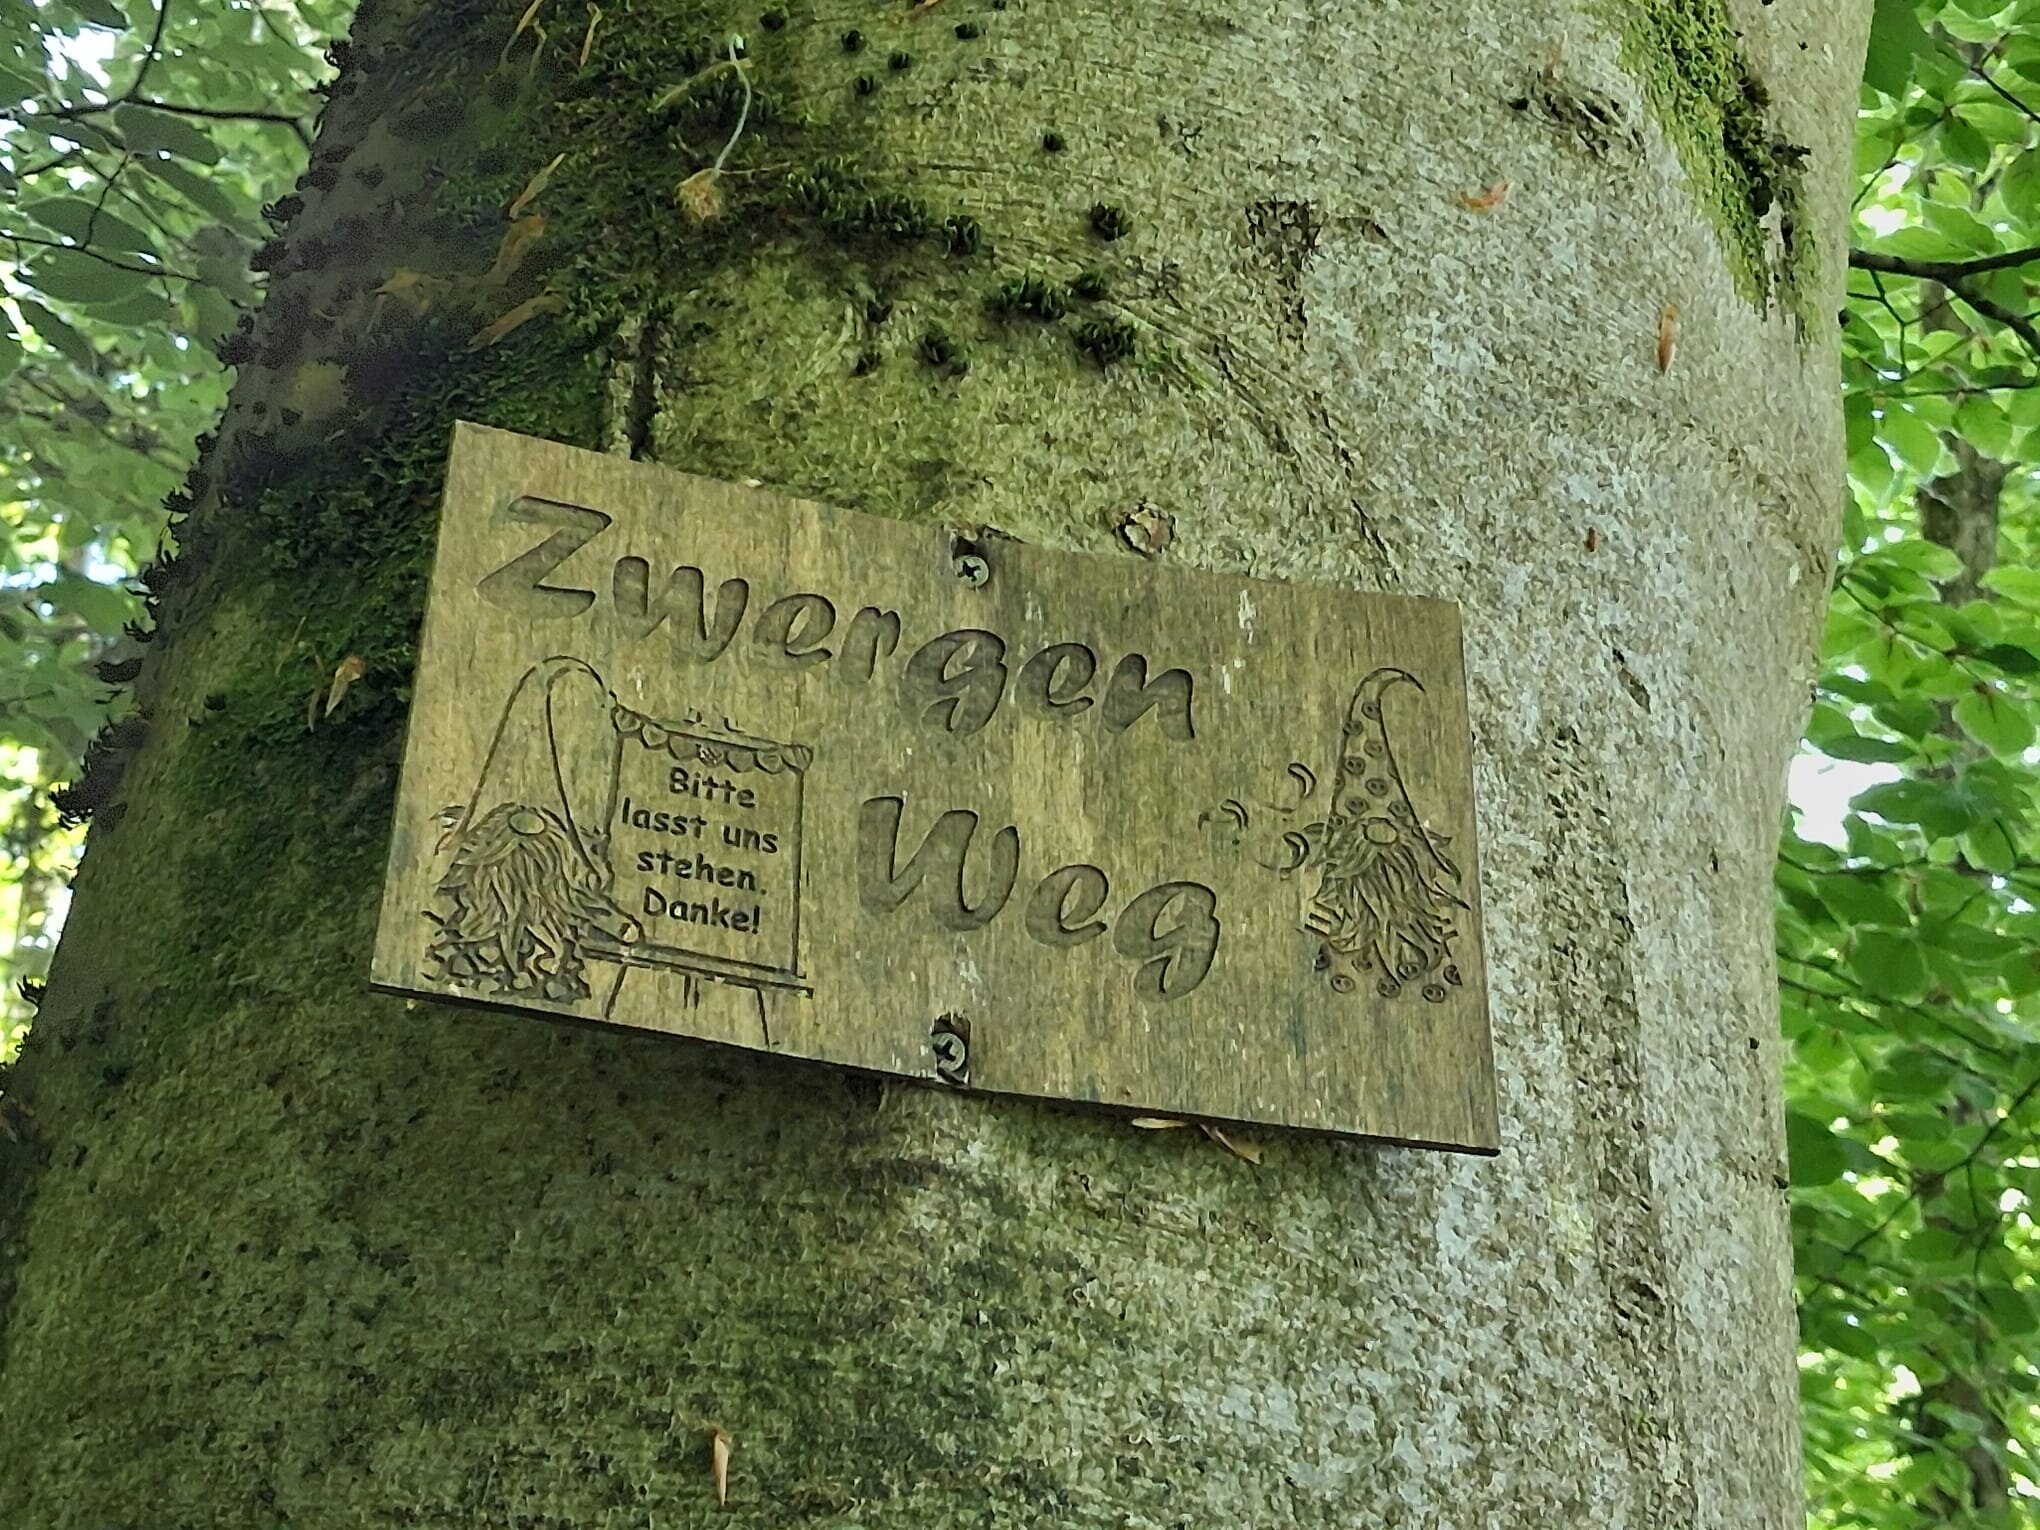 Zwergen
Weg
Bitte
lasst uns
stehen.
Danke!